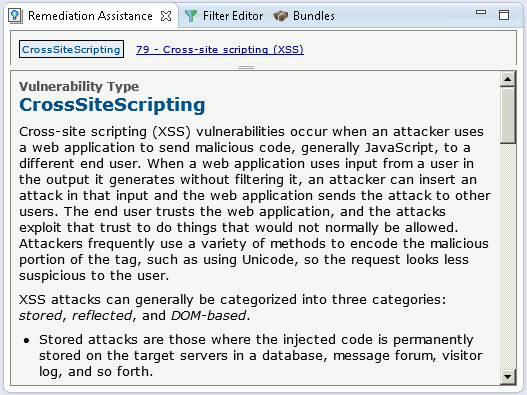 Remediation Assistance Filter Editor Bundles
CrossSiteScripting 79 - Cross-site scripting (XSS)
Vulnerability Type
CrossSiteScripting
Cross-site scripting (XSS) vulnerabilities occur when an attacker uses
a web application to send malicious code, generally JavaScript, to a
different end user. When a web application uses input from a user in
the output it generates without filtering it, an attacker can insert an
attack in that input and the web application sends the attack to other
users. The end user trusts the web application, and the attacks
exploit that trust to do things that would not normally be allowed.
Attackers frequently use a variety of methods to encode the malicious
portion of the tag, such as using Unicode, so the request looks less
suspicious to the user.
XSS attacks can generally be categorized into three categories:
stored, reflected, and DOM-based.
• Stored attacks are those where the injected code is permanently
stored on the target servers in a database, message forum, visitor
log, and so forth.